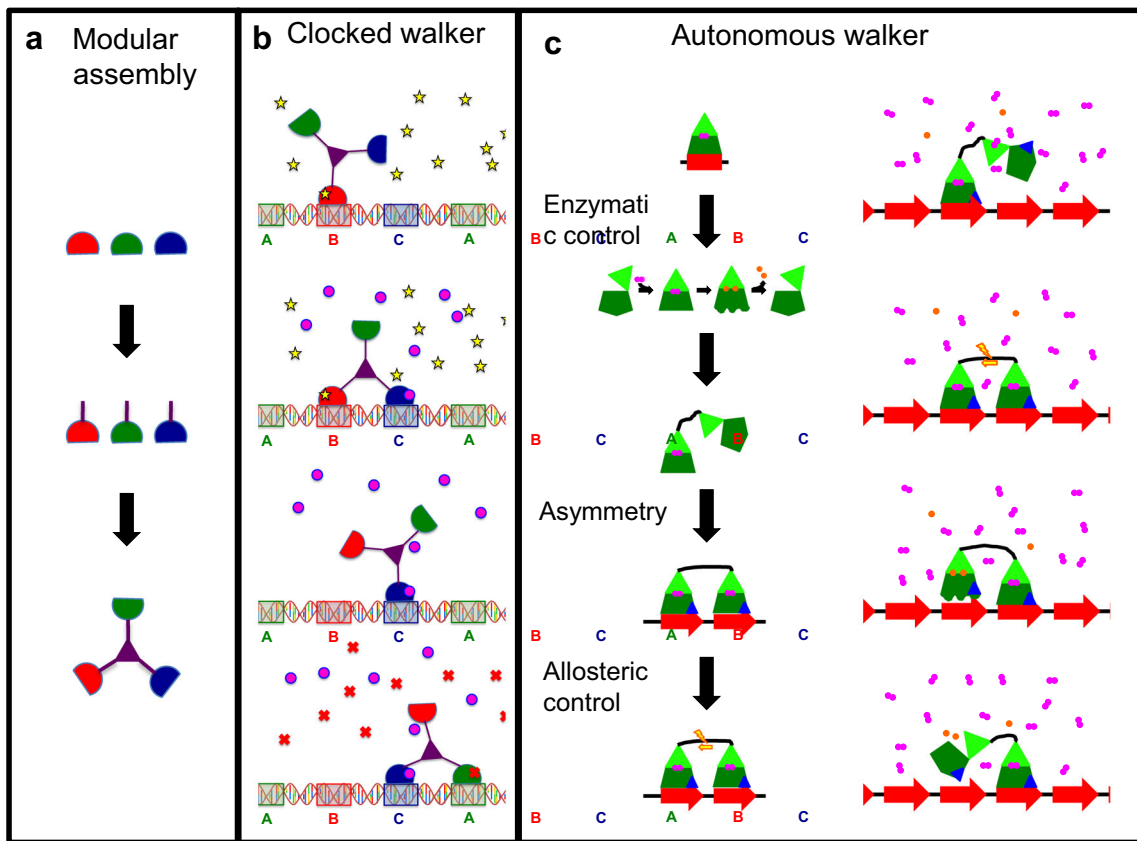 a Modular
assembly
b Clocked walker
A B C A
A B C A
A B C A
A B C A
c Autonomous walker
Enzymati
c control
B C A B C
B C A B C
Asymmetry
B C A B C
Allosteric
control
B C A B C